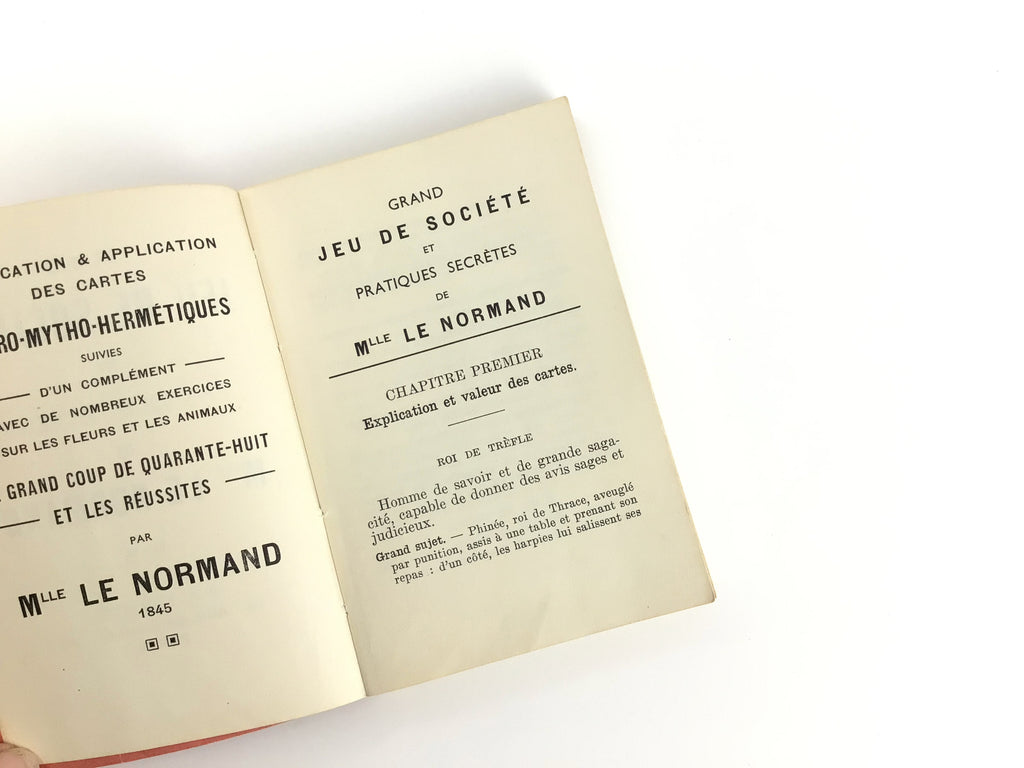 CATION & APPLICATION
DES CARTES
RO-MYTHO-HERMÉTIQUES
SUIVIES
D'UN COMPLÉMENT
AVEC DE NOMBREUX EXERCICES
SUR LES FLEURS ET LES ANIMAUX
GRAND COUP DE QUARANTE-HUIT
ET LES RÉUSSITES
PAR
MLLE LE NORMAND
1845
GRAND
JEU DE SOCIÉTÉ
ET
PRATIQUES SECRÈTES
DE
MLLE LE NORMAND
CHAPITRE PREMIER
Explication et valeur des cartes.
ROI DE TRÈFLE
Homme de savoir et de grande saga-
cité, capable de donner des avis sages et
judicieux.
Grand sujet. — Phinée, roi de Thrace, aveuglé
par punition, assis à une table et prenant son
repas : d'un côté, les harpies lui salissent ses